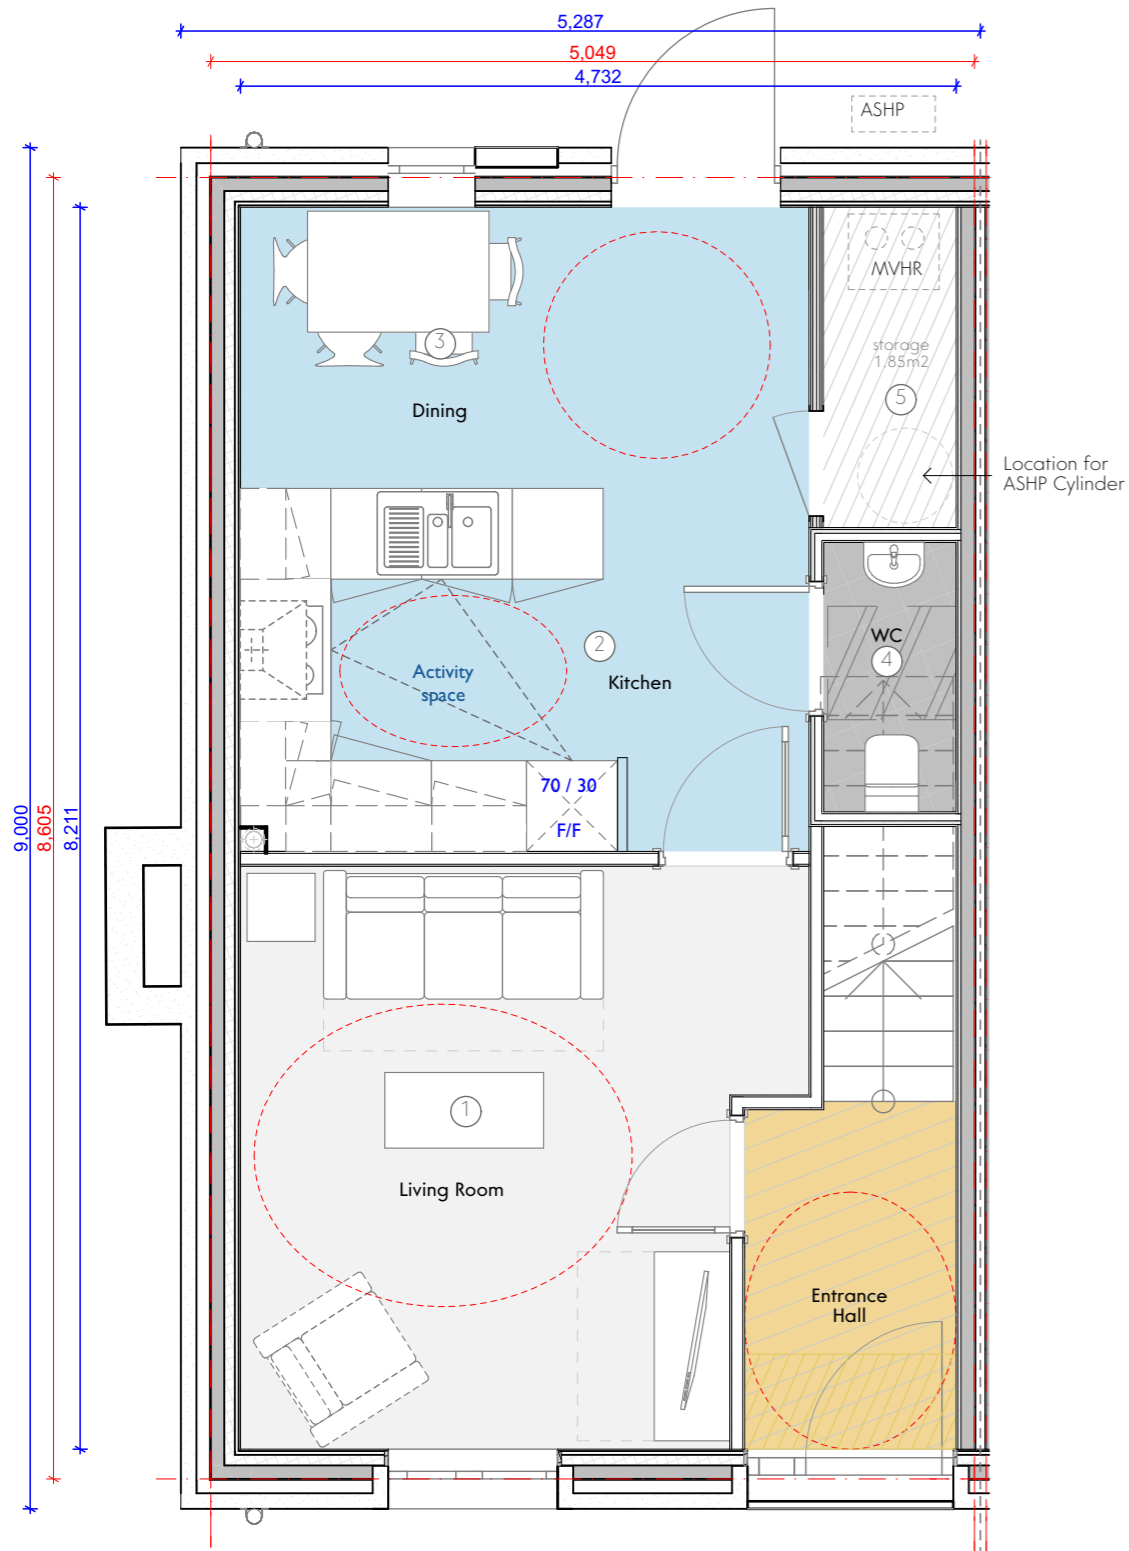 5,287
5,049
4,732
ASHP
MVHR
storage
1.85m2
5
3
Dining
Location for
ASHP Cylinder
2
Kitchen
WC
4
Activity
space
70 / 30
F/F
9,000
8,605
8,211
1
Living Room
Entrance
Hall